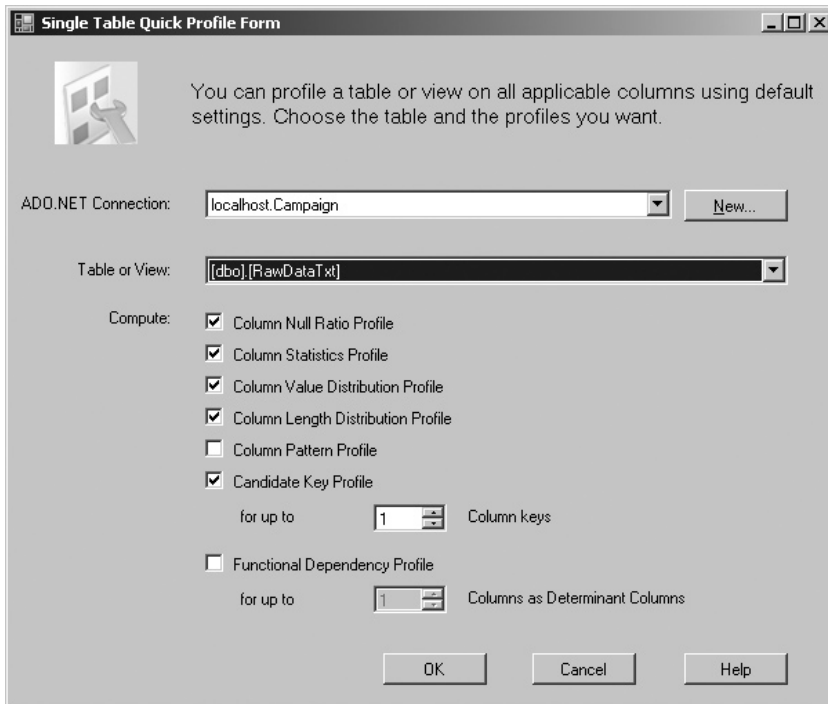 Single Table Quick Profile Form
You can profile a table or view on all applicable columns using default
settings. Choose the table and the profiles you want.
ADO.NET Connection: localhost.Campaign New...
Table or View: [dbo].[RawDataTxt]
Compute: Column Null Ratio Profile
Column Statistics Profile
Column Value Distribution Profile
Column Length Distribution Profile
Column Pattern Profile
Candidate Key Profile
for up to 1 Column keys
Functional Dependency Profile
for up to 1 Columns as Determinant Columns
OK Cancel Help